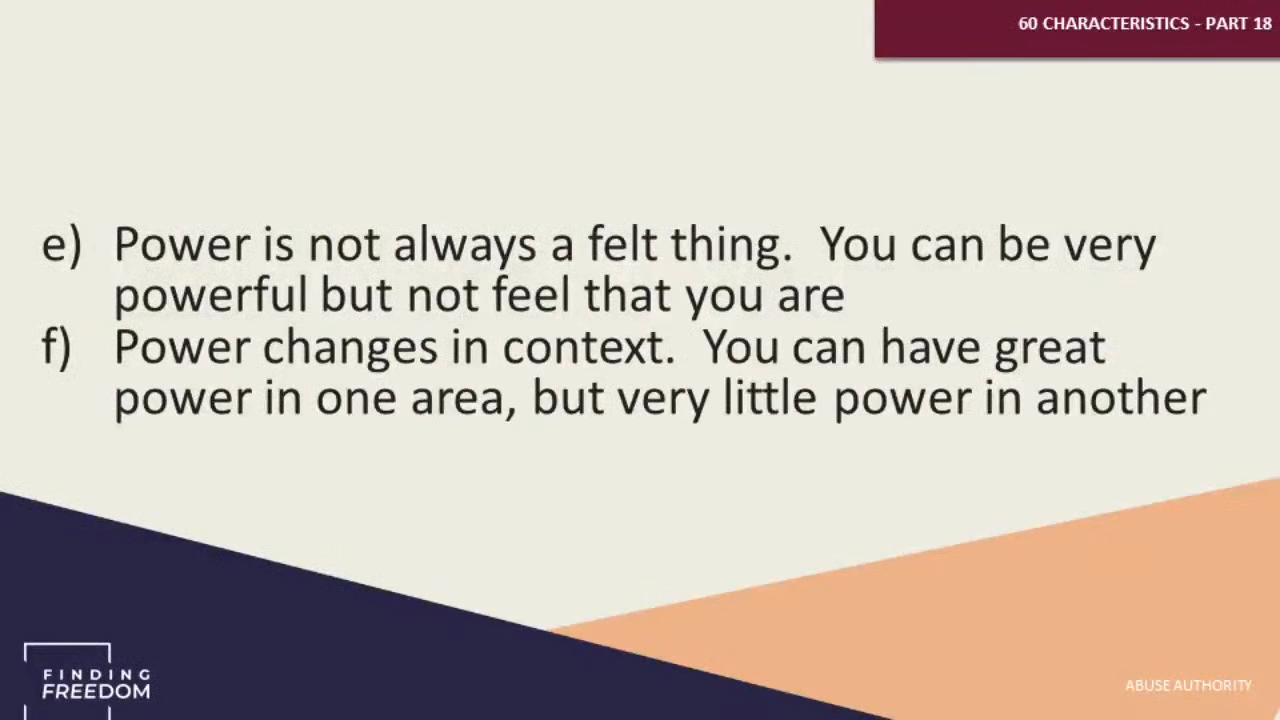 60 CHARACTERISTICS - PART 18
e) Power is not always a felt thing.  You can be very
powerful but not feel that you are
f) Power changes in context.  You can have great
power in one area, but very little power in another
FINDING
FREEDOM
ABUSE AUTHORITY